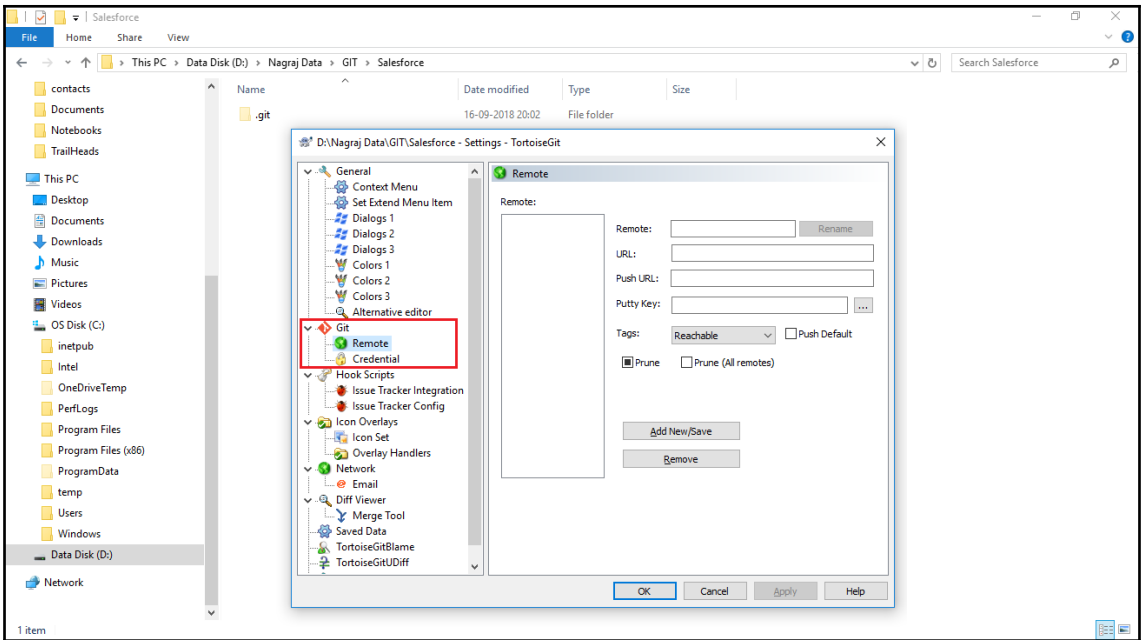 Salesforce
File Home Share View
This PC > Data Disk (D:) > Nagraj Data > GIT > Salesforce
Search Salesforce
contacts
Documents
Notebooks
TrailHeads
This PC
Desktop
Documents
Downloads
Music
Pictures
Videos
OS Disk (C:)
inetpub
Intel
OneDriveTemp
PerfLogs
Program Files
Program Files (x86)
ProgramData
temp
Users
Windows
Data Disk (D:)
Network
Name Date modified Type Size
.git 16-09-2018 20:02 File folder
D:\Nagraj Data\GIT\Salesforce - Settings - TortoiseGit
General
Context Menu
Set Extend Menu Item
Dialogs 1
Dialogs 2
Dialogs 3
Colors 1
Colors 2
Colors 3
Alternative editor
Git
Remote
Credential
Hook Scripts
Issue Tracker Integration
Issue Tracker Config
Icon Overlays
Icon Set
Overlay Handlers
Network
Email
Diff Viewer
Merge Tool
Saved Data
TortoiseGitBlame
TortoiseGitUDiff
Remote
Remote:
Remote: Rename
URL:
Push URL:
Putty Key: ...
Tags: Reachable Push Default
Prune Prune (All remotes)
Add New/Save
Remove
OK Cancel Apply Help
1 item